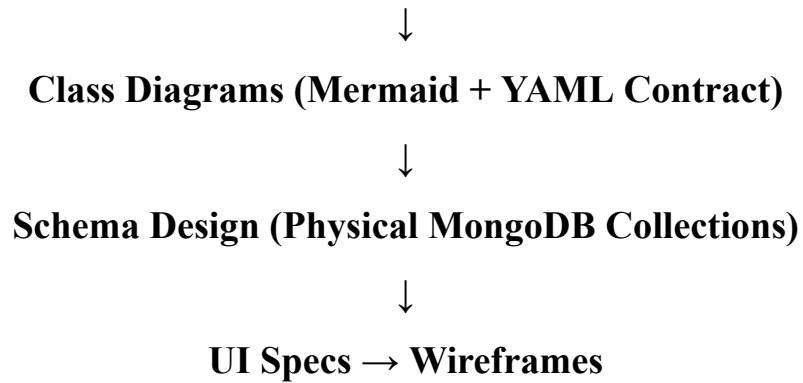 ↓
Class Diagrams (Mermaid + YAML Contract)
↓
Schema Design (Physical MongoDB Collections)
↓
UI Specs → Wireframes